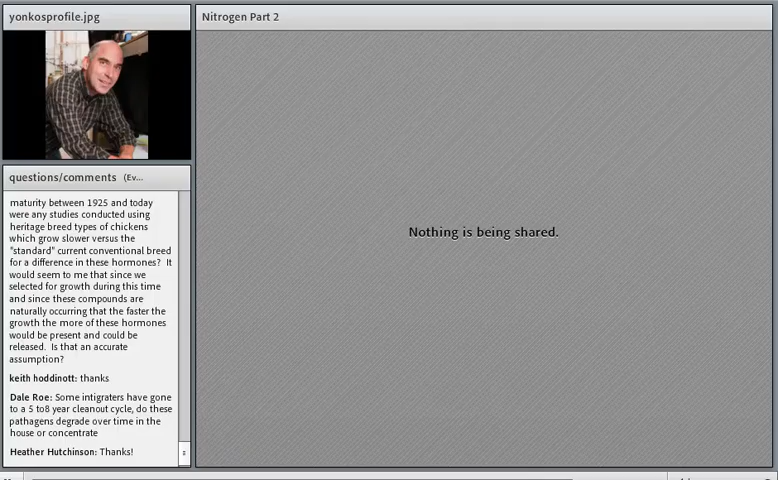 yonkosprofile.jpg
Nitrogen Part 2
Nothing is being shared.
questions/comments (Ev...
maturity between 1925 and today
were any studies conducted using
heritage breed types of chickens
which grow slower versus the
"standard" current conventional breed
for a difference in these hormones? It
would seem to me that since we
selected for growth during this time
and since these compounds are
naturally occurring that the faster the
growth the more of these hormones
would be present and could be
released. Is that an accurate
assumption?
keith hoddinott: thanks
Dale Roe: Some intigraters have gone
to a 5 to8 year cleanout cycle, do these
pathagens degrade over time in the
house or concentrate
Heather Hutchinson: Thanks!